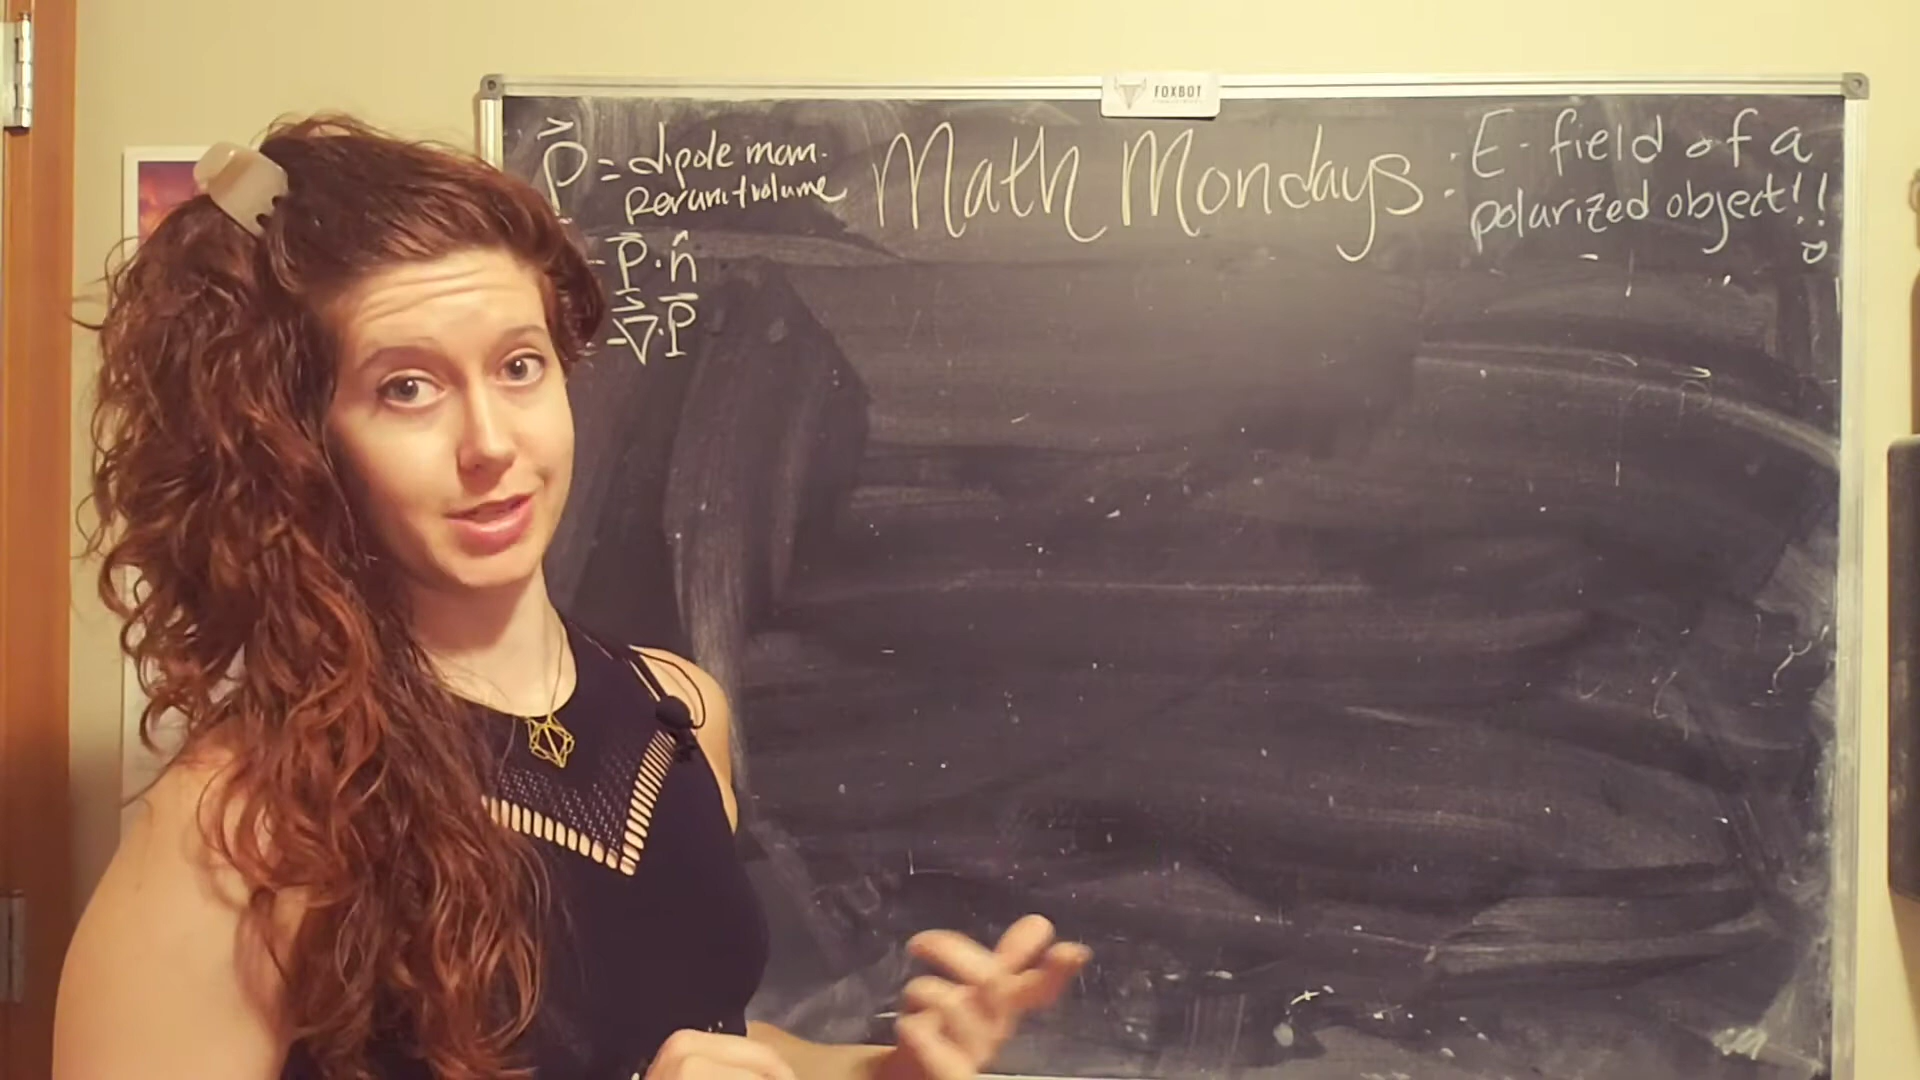 FOXBOT
P⃗ = dipole mom.
per unit volume
Math Mondays: E-field of a
polarized object!!
P⃗ · n̂
-∇⃗ · P⃗